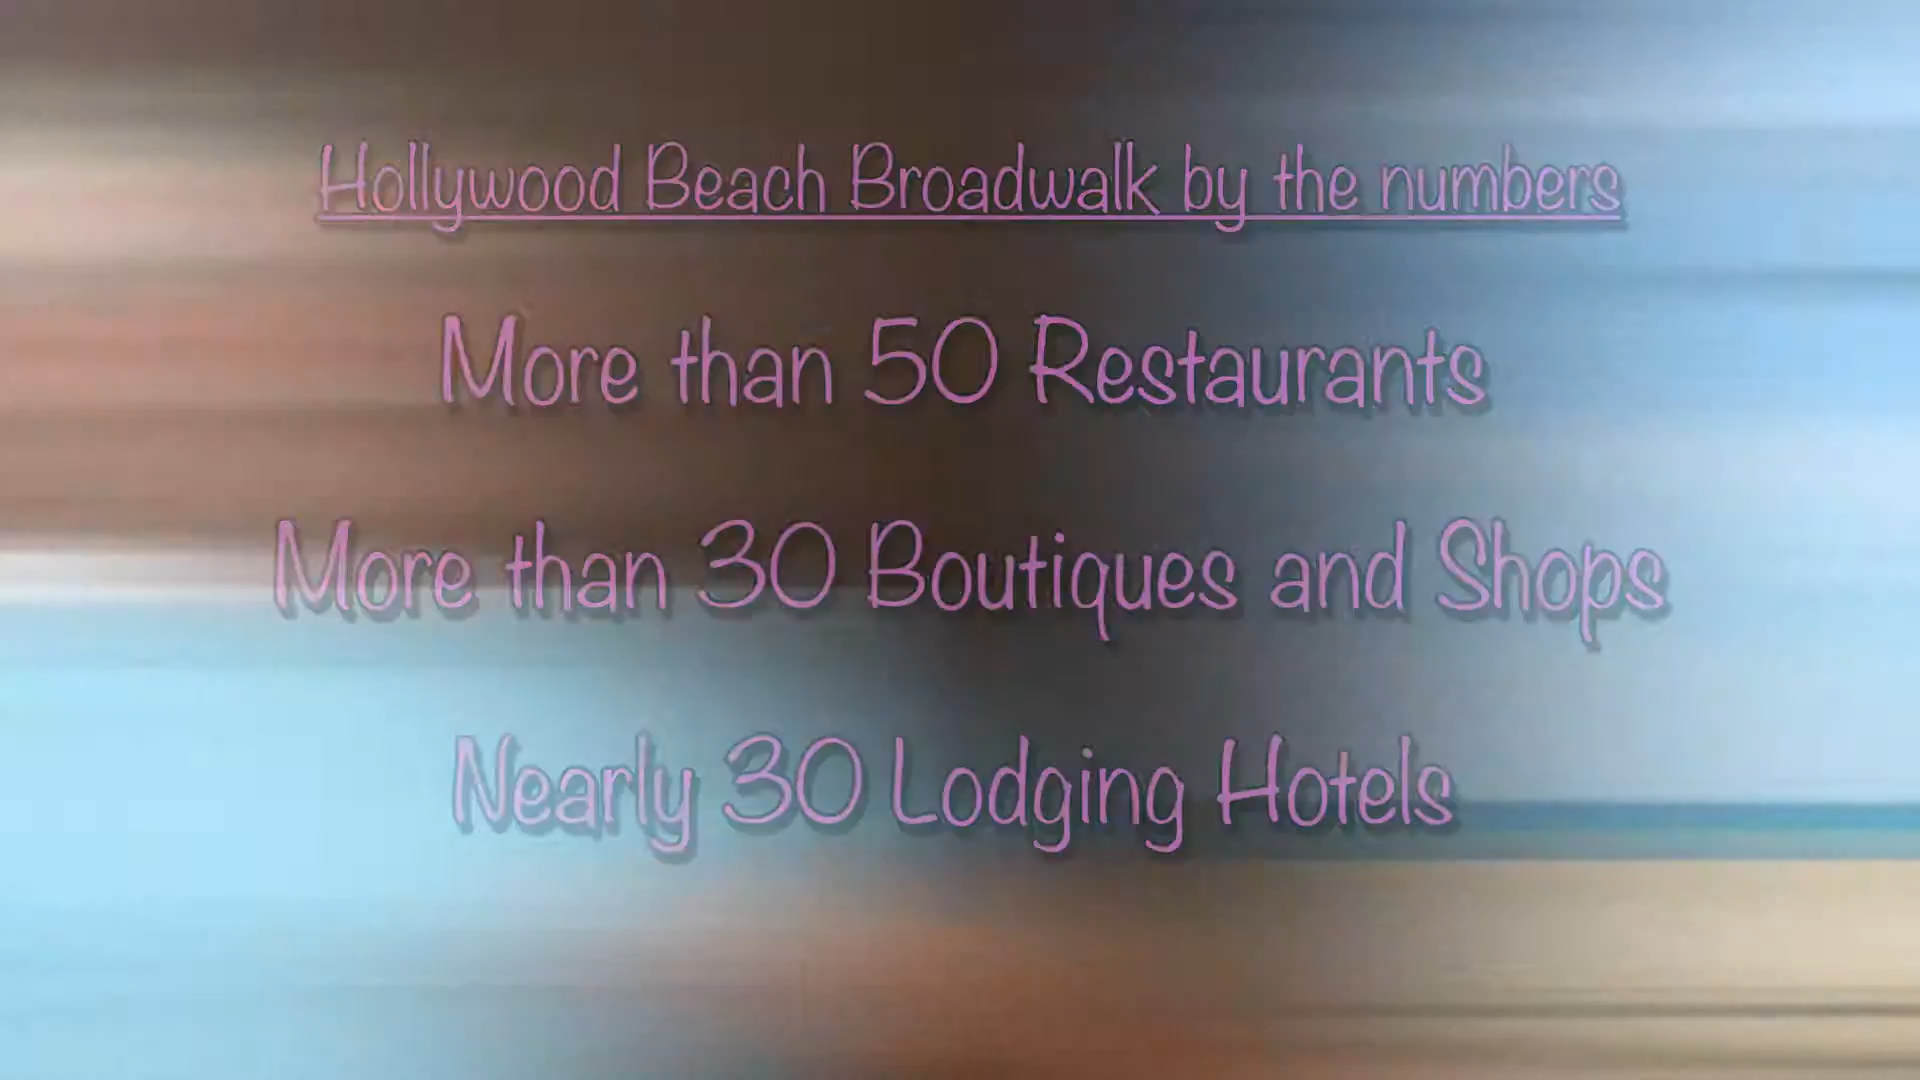 Hollywood Beach Broadwalk by the numbers
More than 50 Restaurants
More than 30 Boutiques and Shops
Nearly 30 Lodging Hotels